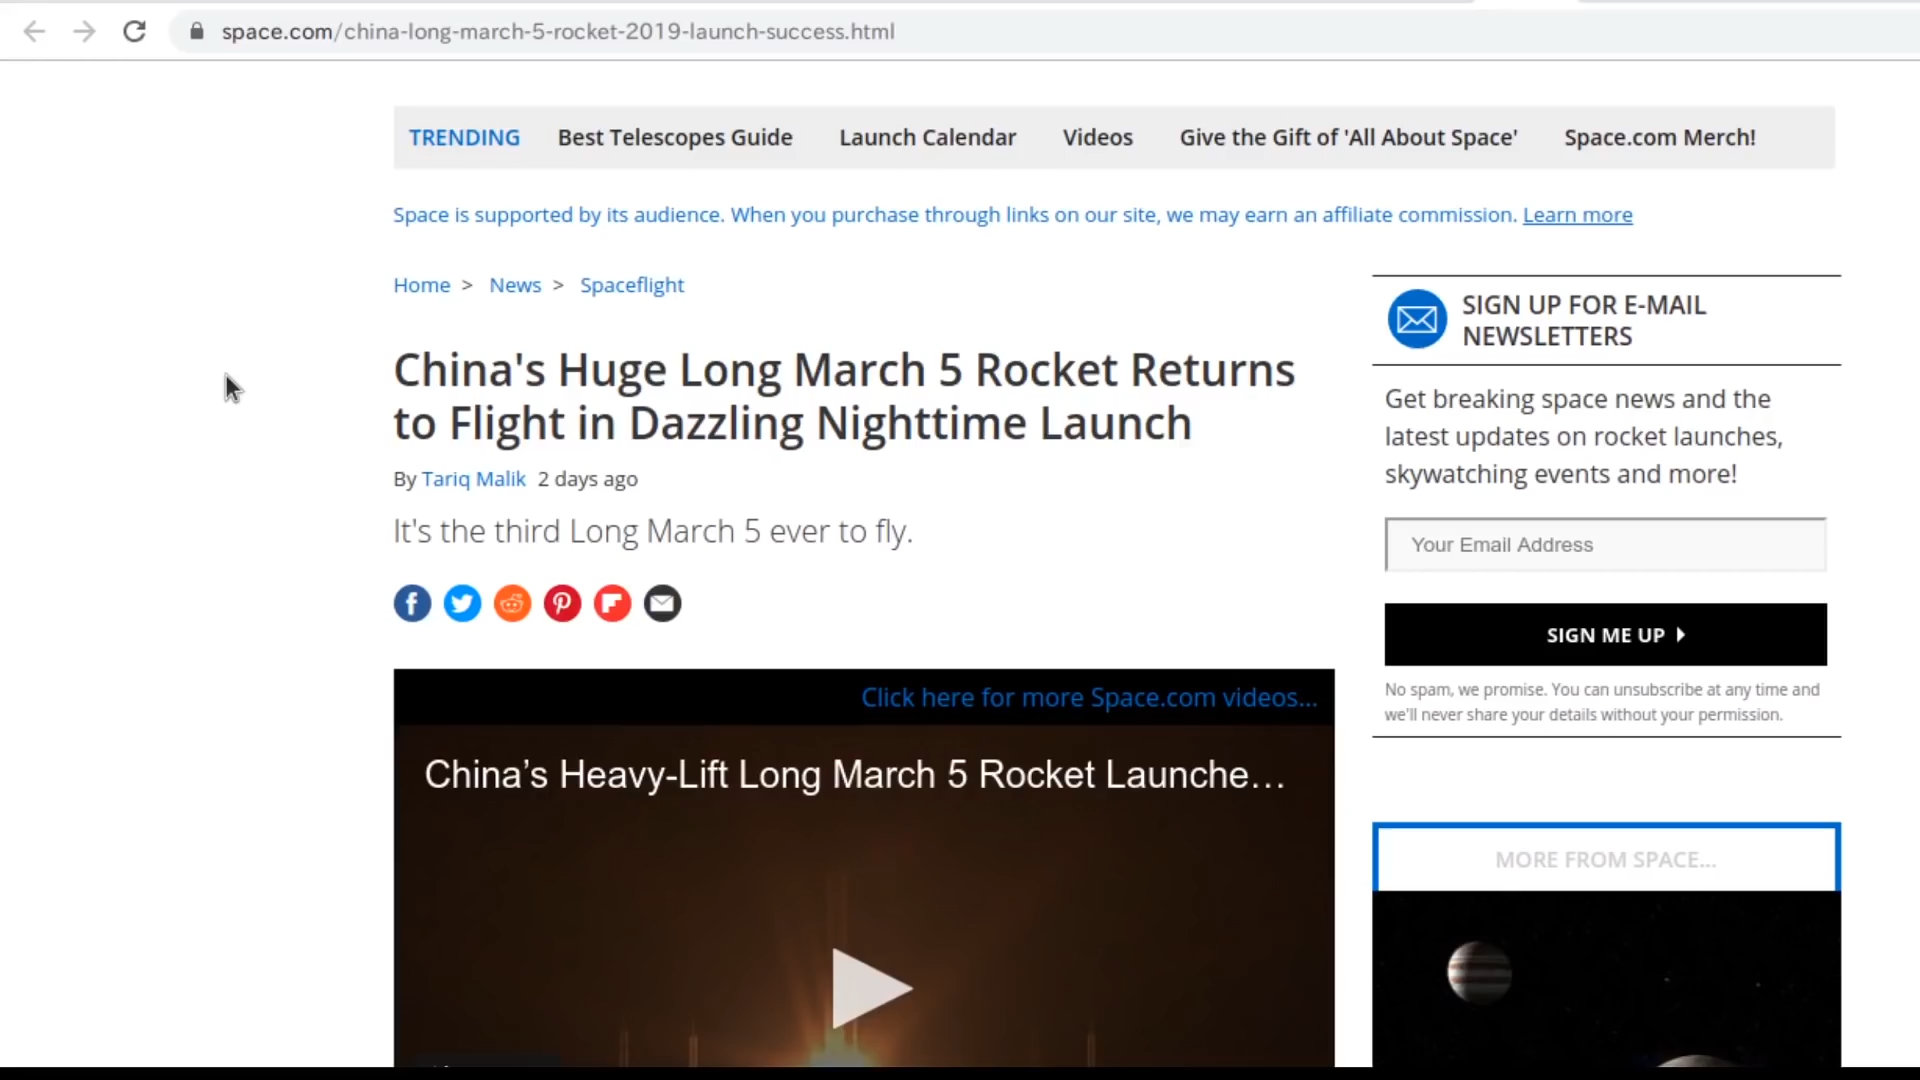 space.com/china-long-march-5-rocket-2019-launch-success.html
TRENDING Best Telescopes Guide Launch Calendar Videos Give the Gift of 'All About Space' Space.com Merch!
Space is supported by its audience. When you purchase through links on our site, we may earn an affiliate commission. Learn more
Home > News > Spaceflight
China's Huge Long March 5 Rocket Returns
to Flight in Dazzling Nighttime Launch
By Tariq Malik 2 days ago
It's the third Long March 5 ever to fly.
Click here for more Space.com videos...
China’s Heavy-Lift Long March 5 Rocket Launche…
SIGN UP FOR E-MAIL
NEWSLETTERS
Get breaking space news and the
latest updates on rocket launches,
skywatching events and more!
Your Email Address
SIGN ME UP
No spam, we promise. You can unsubscribe at any time and
we'll never share your details without your permission.
MORE FROM SPACE...